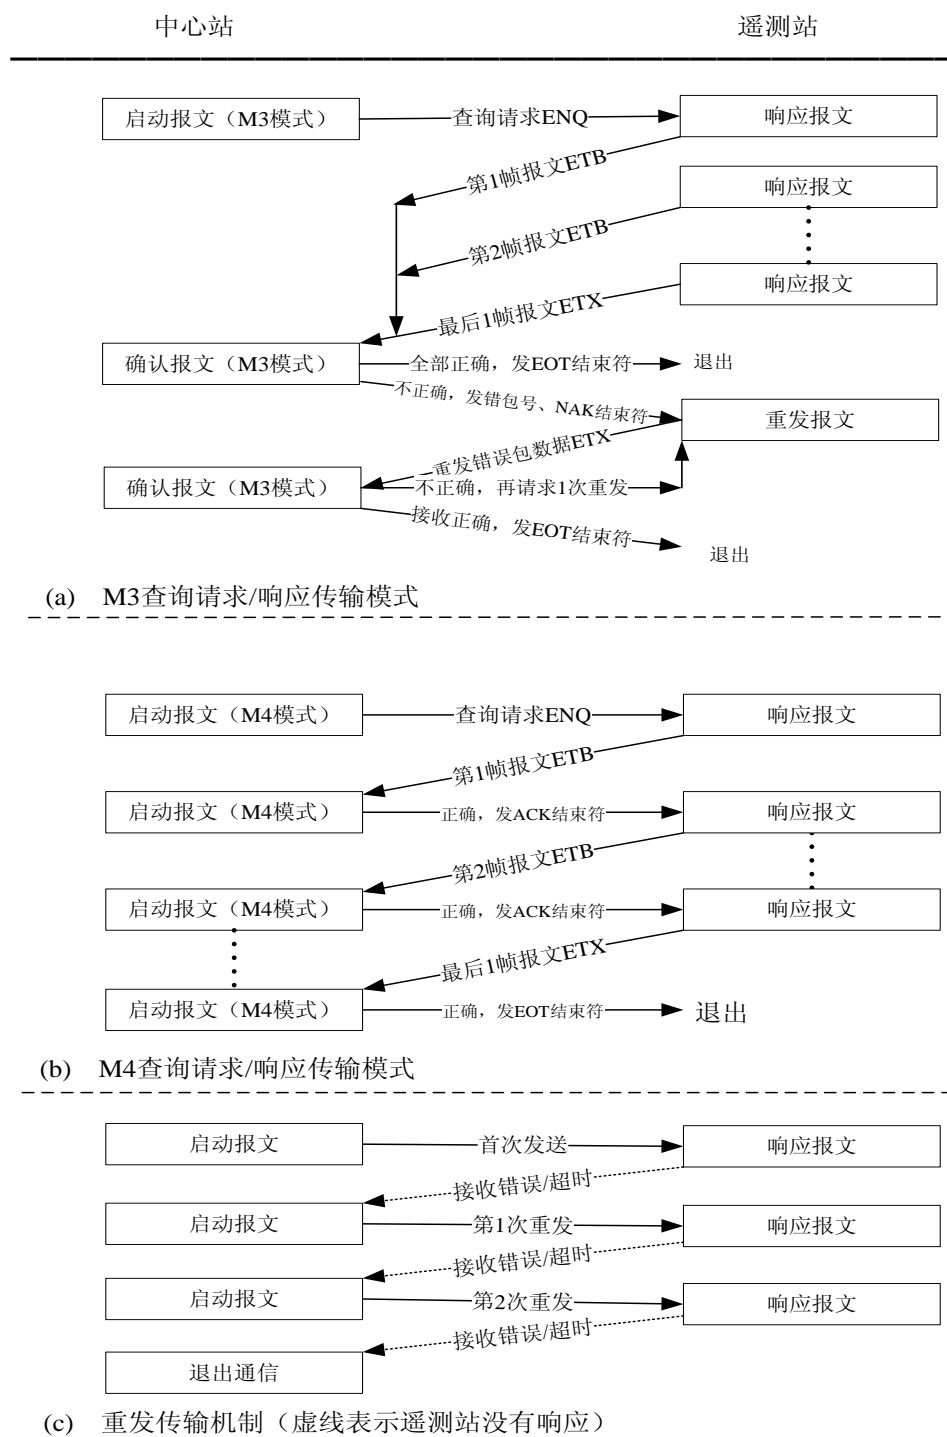 中心站 遥测站
启动报文（M3模式） 查询请求ENQ 响应报文
第1帧报文ETB
响应报文
第2帧报文ETB
响应报文
最后1帧报文ETX
确认报文（M3模式） 全部正确，发EOT结束符 退出
不正确，发错包号、NAK结束符
重发报文
重发错误包数据ETX
确认报文（M3模式） 不正确，再请求1次重发
接收正确，发EOT结束符
退出
(a) M3查询请求/响应传输模式
启动报文（M4模式） 查询请求ENQ 响应报文
第1帧报文ETB
启动报文（M4模式） 正确，发ACK结束符 响应报文
第2帧报文ETB
启动报文（M4模式） 正确，发ACK结束符 响应报文
最后1帧报文ETX
启动报文（M4模式） 正确，发EOT结束符 退出
(b) M4查询请求/响应传输模式
启动报文 首次发送 响应报文
接收错误/超时
启动报文 第1次重发 响应报文
接收错误/超时
启动报文 第2次重发 响应报文
接收错误/超时
退出通信
(c) 重发传输机制（虚线表示遥测站没有响应）